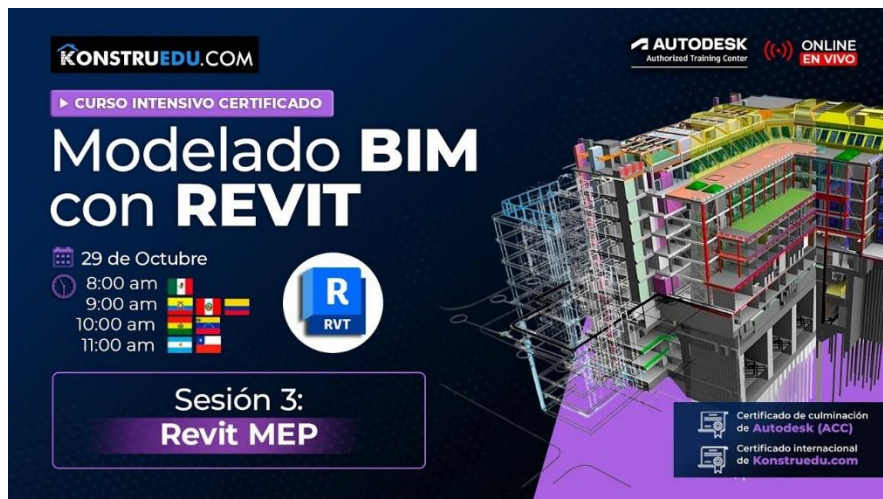 KONSTRUEDU.COM
AUTODESK
Authorized Training Center
ONLINE
EN VIVO
CURSO INTENSIVO CERTIFICADO
Modelado BIM
con REVIT
29 de Octubre
8:00 am
9:00 am
10:00 am
11:00 am
R
RVT
Sesión 3:
Revit MEP
Certificado de culminación
de Autodesk (ACC)
Certificado internacional
de Konstruedu.com